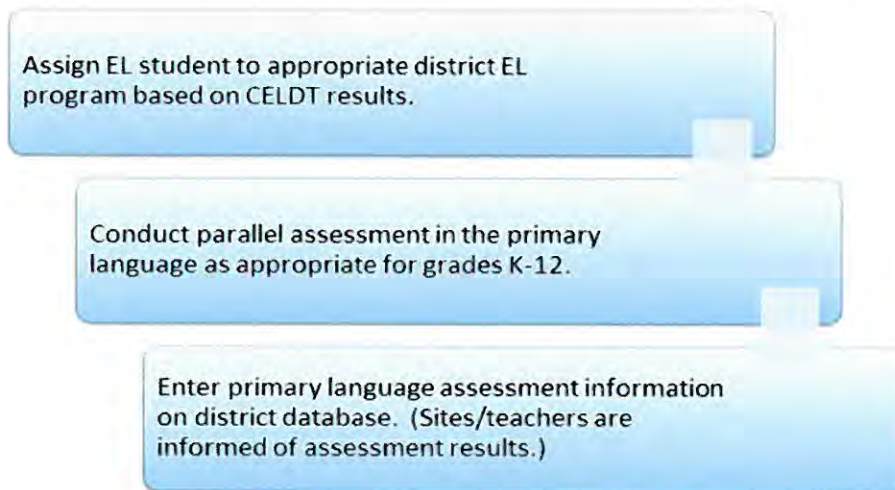 Assign EL student to appropriate district EL
program based on CELDT results.
Conduct parallel assessment in the primary
language as appropriate for grades K-12.
Enter primary language assessment information
on district database. (Sites/teachers are
informed of assessment results.)